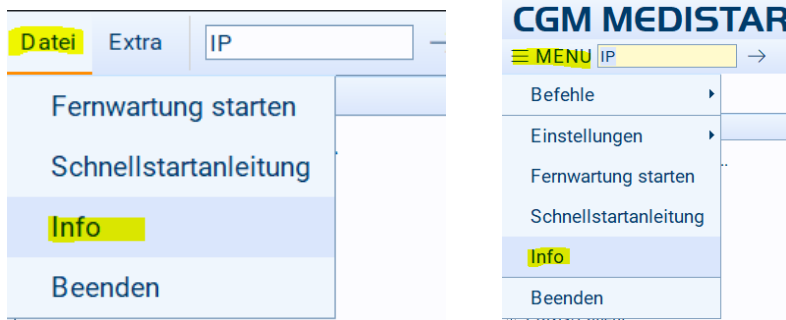 Datei Extra IP
Fernwartung starten
Schnellstartanleitung
Info
Beenden
CGM MEDISTAR
MENU IP
Befehle
Einstellungen
Fernwartung starten
Schnellstartanleitung
Info
Beenden